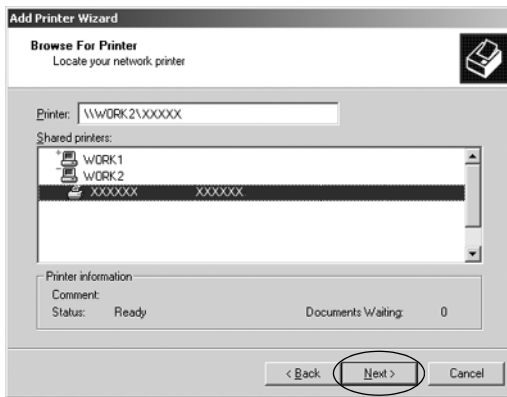 Add Printer Wizard
Browse For Printer
Locate your network printer
Printer: \\WORK2\XXXXX
Shared printers:
WORK1
WORK2
XXXXXX XXXXXX
Printer information
Comment:
Status: Ready Documents Waiting: 0
< Back Next > Cancel